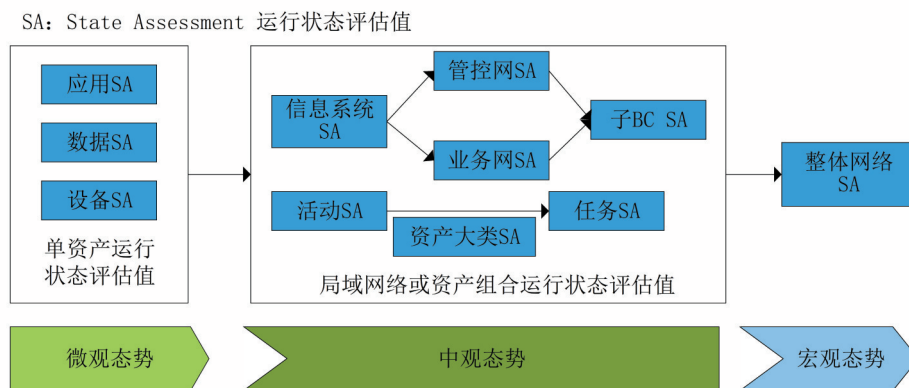 SA: State Assessment 运行状态评估值
应用SA
数据SA
设备SA
单资产运行
状态评估值
信息系统
SA
管控网SA
业务网SA
子BC SA
活动SA
资产大类SA
任务SA
局域网络或资产组合运行状态评估值
整体网络
SA
微观态势
中观态势
宏观态势